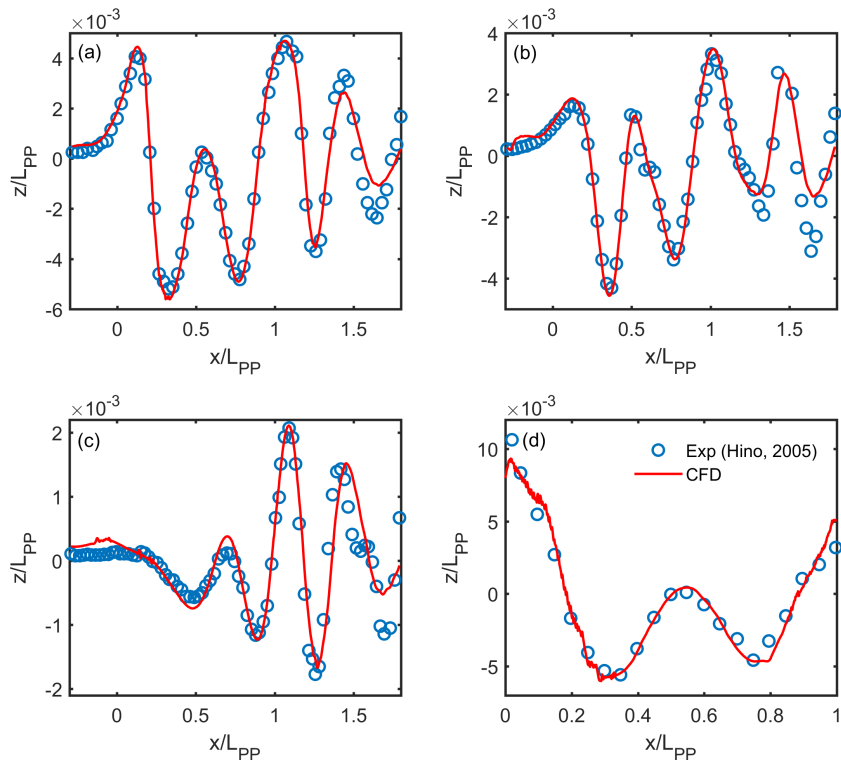 ×10⁻³
(a)
4
2
0
-2
-4
-6
z/L_PP
0 0.5 1 1.5
x/L_PP
×10⁻³
(b)
4
2
0
-2
-4
z/L_PP
0 0.5 1 1.5
x/L_PP
×10⁻³
(c)
2
1
0
-1
-2
z/L_PP
0 0.5 1 1.5
x/L_PP
×10⁻³
(d)
10
5
0
-5
z/L_PP
Exp (Hino, 2005)
CFD
0 0.2 0.4 0.6 0.8 1
x/L_PP